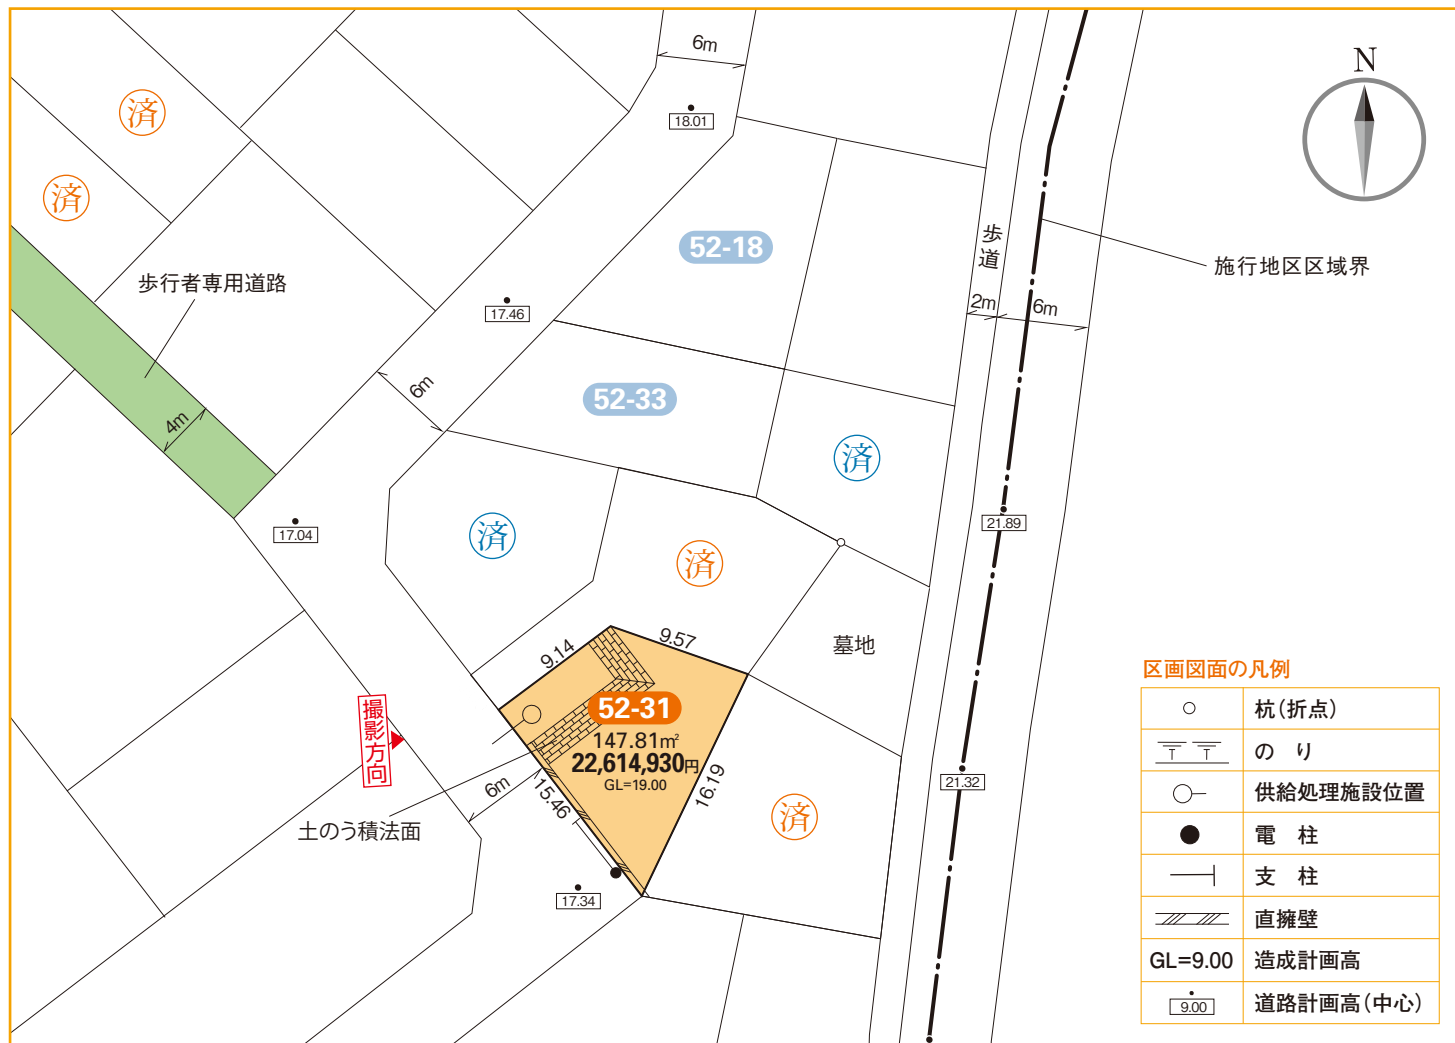 6m
N
18.01
済
済
52-18
歩道
施行地区区域界
歩行者専用道路
17.46
2m
6m
6m
52-33
4m
済
21.89
17.04
済
済
9.14
9.57
墓地
区画図面の凡例
杭(折点)
のり
供給処理施設位置
電柱
支柱
直擁壁
GL=9.00 造成計画高
9.00 道路計画高(中心)
52-31
147.81㎡
22,614,930円
GL=19.00
撮影方向
6m
15.46
16.19
21.32
土のう積法面
済
17.34